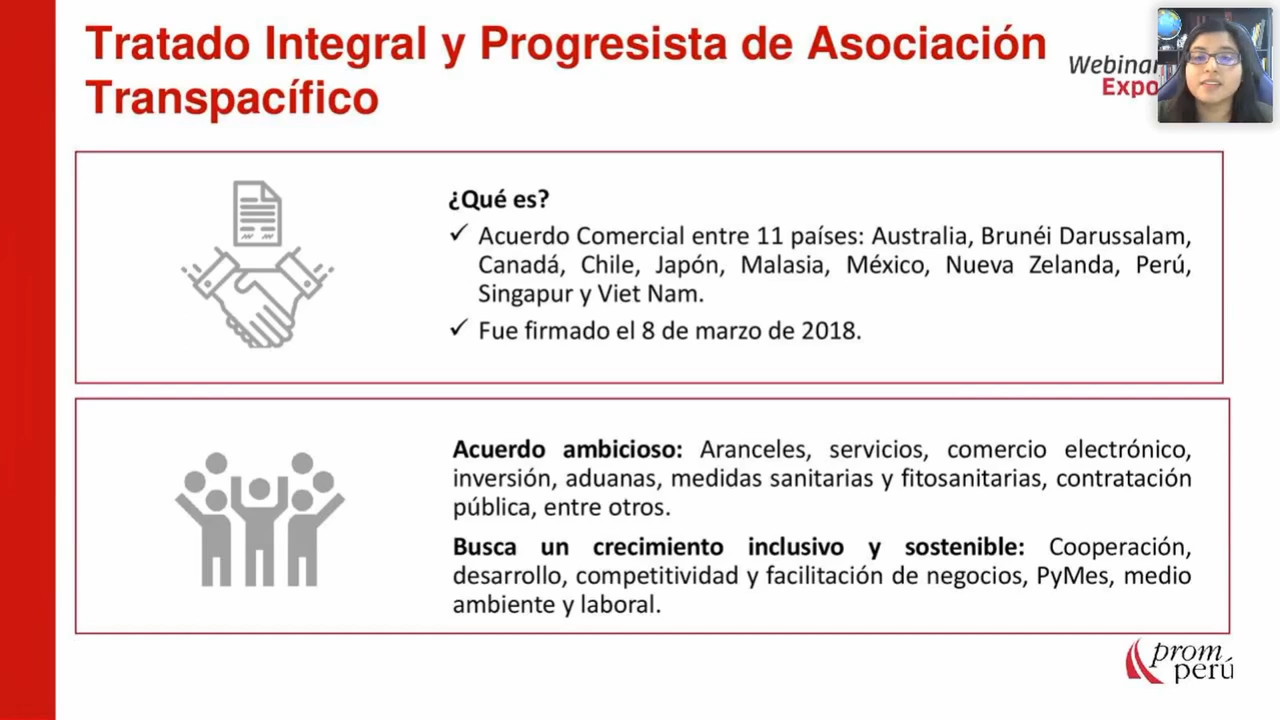 Tratado Integral y Progresista de Asociación
Transpacífico
Webinar
Expo
¿Qué es?
✓ Acuerdo Comercial entre 11 países: Australia, Brunéi Darussalam,
Canadá, Chile, Japón, Malasia, México, Nueva Zelanda, Perú,
Singapur y Viet Nam.
✓ Fue firmado el 8 de marzo de 2018.
Acuerdo ambicioso: Aranceles, servicios, comercio electrónico,
inversión, aduanas, medidas sanitarias y fitosanitarias, contratación
pública, entre otros.
Busca un crecimiento inclusivo y sostenible: Cooperación,
desarrollo, competitividad y facilitación de negocios, PyMes, medio
ambiente y laboral.
prom
perú